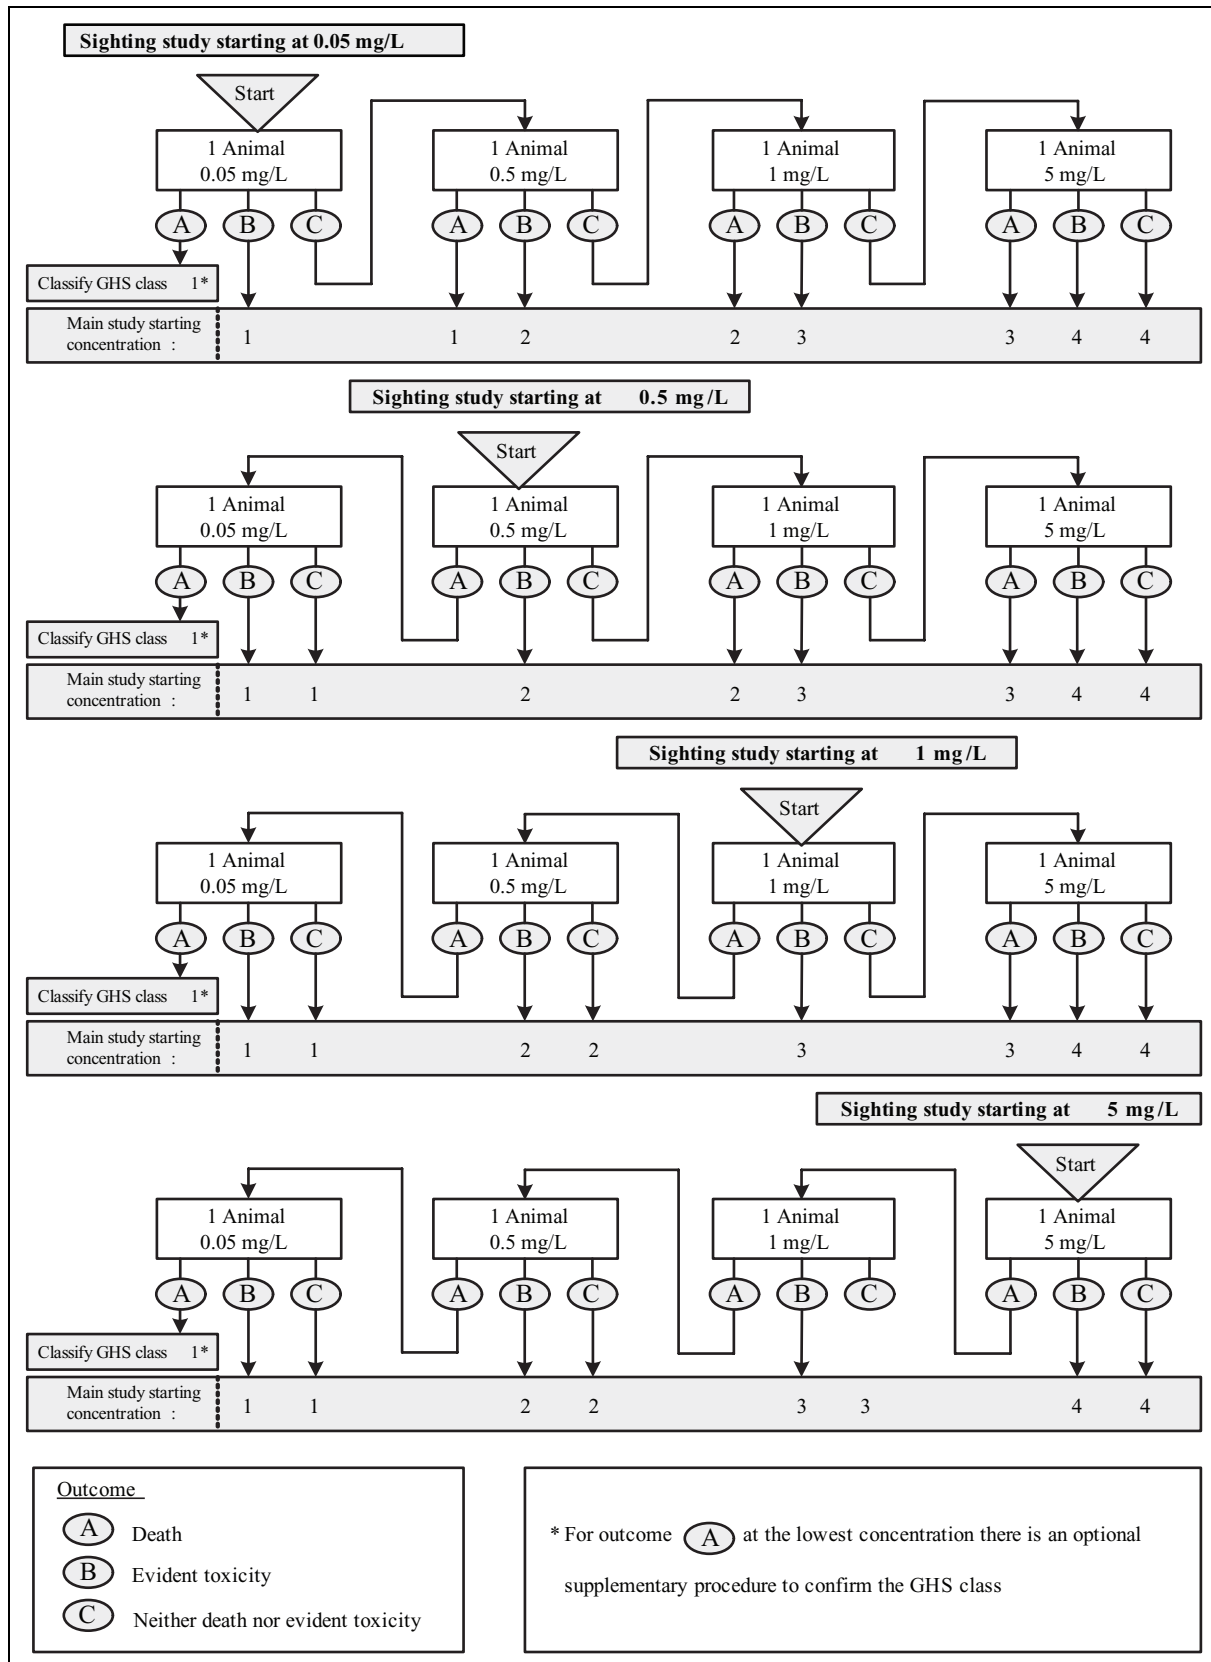 Sighting study starting at 0.05 mg/L
Start
1 Animal 1 Animal 1 Animal 1 Animal
0.05 mg/L 0.5 mg/L 1 mg/L 5 mg/L
A B C A B C A B C A B C
Classify GHS class 1*
Main study starting
concentration :
1 1 2 2 3 3 4 4
Sighting study starting at 0.5 mg/L
Start
1 Animal 1 Animal 1 Animal 1 Animal
0.05 mg/L 0.5 mg/L 1 mg/L 5 mg/L
A B C A B C A B C A B C
Classify GHS class 1*
Main study starting
concentration :
1 1 2 2 3 3 4 4
Sighting study starting at 1 mg/L
Start
1 Animal 1 Animal 1 Animal 1 Animal
0.05 mg/L 0.5 mg/L 1 mg/L 5 mg/L
A B C A B C A B C A B C
Classify GHS class 1*
Main study starting
concentration :
1 1 2 2 3 3 4 4
Sighting study starting at 5 mg/L
Start
1 Animal 1 Animal 1 Animal 1 Animal
0.05 mg/L 0.5 mg/L 1 mg/L 5 mg/L
A B C A B C A B C A B C
Classify GHS class 1*
Main study starting
concentration :
1 1 2 2 3 3 4 4
Outcome
A Death
B Evident toxicity
C Neither death nor evident toxicity
* For outcome A at the lowest concentration there is an optional
supplementary procedure to confirm the GHS class